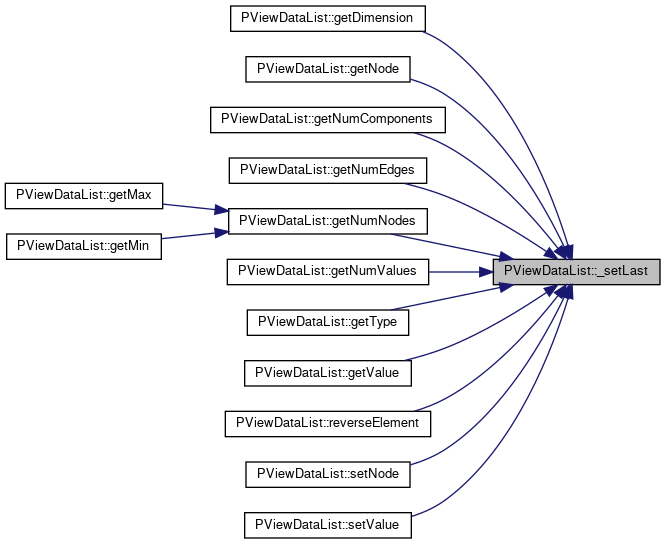 PViewDataList::getDimension
PViewDataList::getNode
PViewDataList::getNumComponents
PViewDataList::getNumEdges
PViewDataList::getMax
PViewDataList::getNumNodes
PViewDataList::getMin
PViewDataList::getNumValues
PViewDataList::_setLast
PViewDataList::getType
PViewDataList::getValue
PViewDataList::reverseElement
PViewDataList::setNode
PViewDataList::setValue